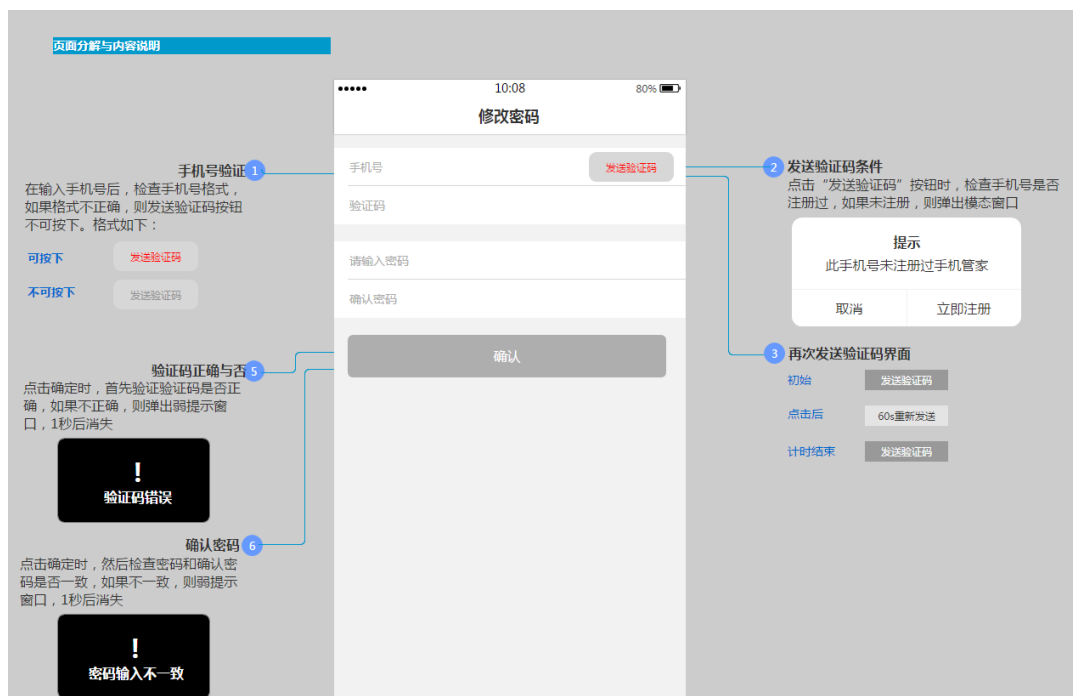 页面分解与内容说明
10:08
80%
修改密码
手机号验证 1
在输入手机号后，检查手机号格式，
如果格式不正确，则发送验证码按钮
不可按下。格式如下：
可按下
发送验证码
不可按下
发送验证码
手机号
发送验证码
验证码
请输入密码
确认密码
确认
2 发送验证码条件
点击“发送验证码”按钮时，检查手机号是否
注册过，如果未注册，则弹出模态窗口
提示
此手机号未注册过手机管家
取消
立即注册
3 再次发送验证码界面
初始
发送验证码
点击后
60s重新发送
计时结束
发送验证码
验证码正确与否 5
点击确定时，首先验证验证码是否正
确，如果不正确，则弹出弱提示窗
口，1秒后消失
!
验证码错误
确认密码 6
点击确定时，然后检查密码和确认密
码是否一致，如果不一致，则弱提示
窗口，1秒后消失
!
密码输入不一致